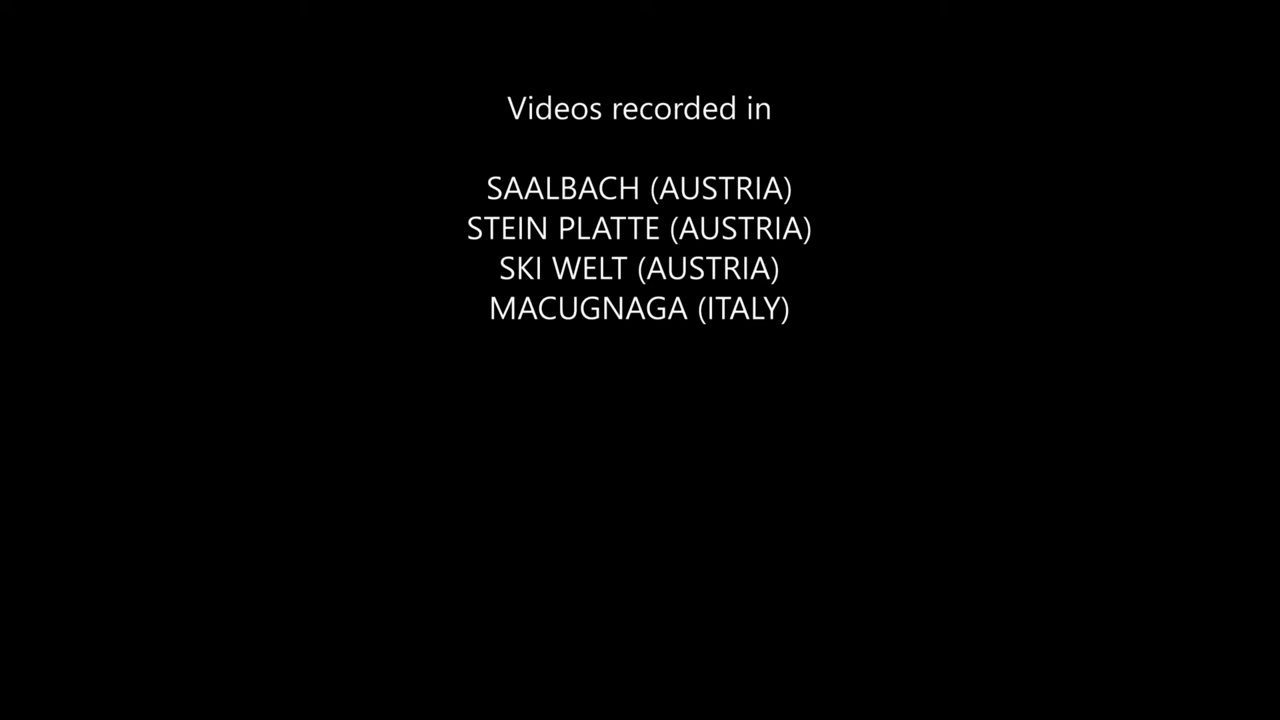 Videos recorded in
SAALBACH (AUSTRIA)
STEIN PLATTE (AUSTRIA)
SKI WELT (AUSTRIA)
MACUGNAGA (ITALY)